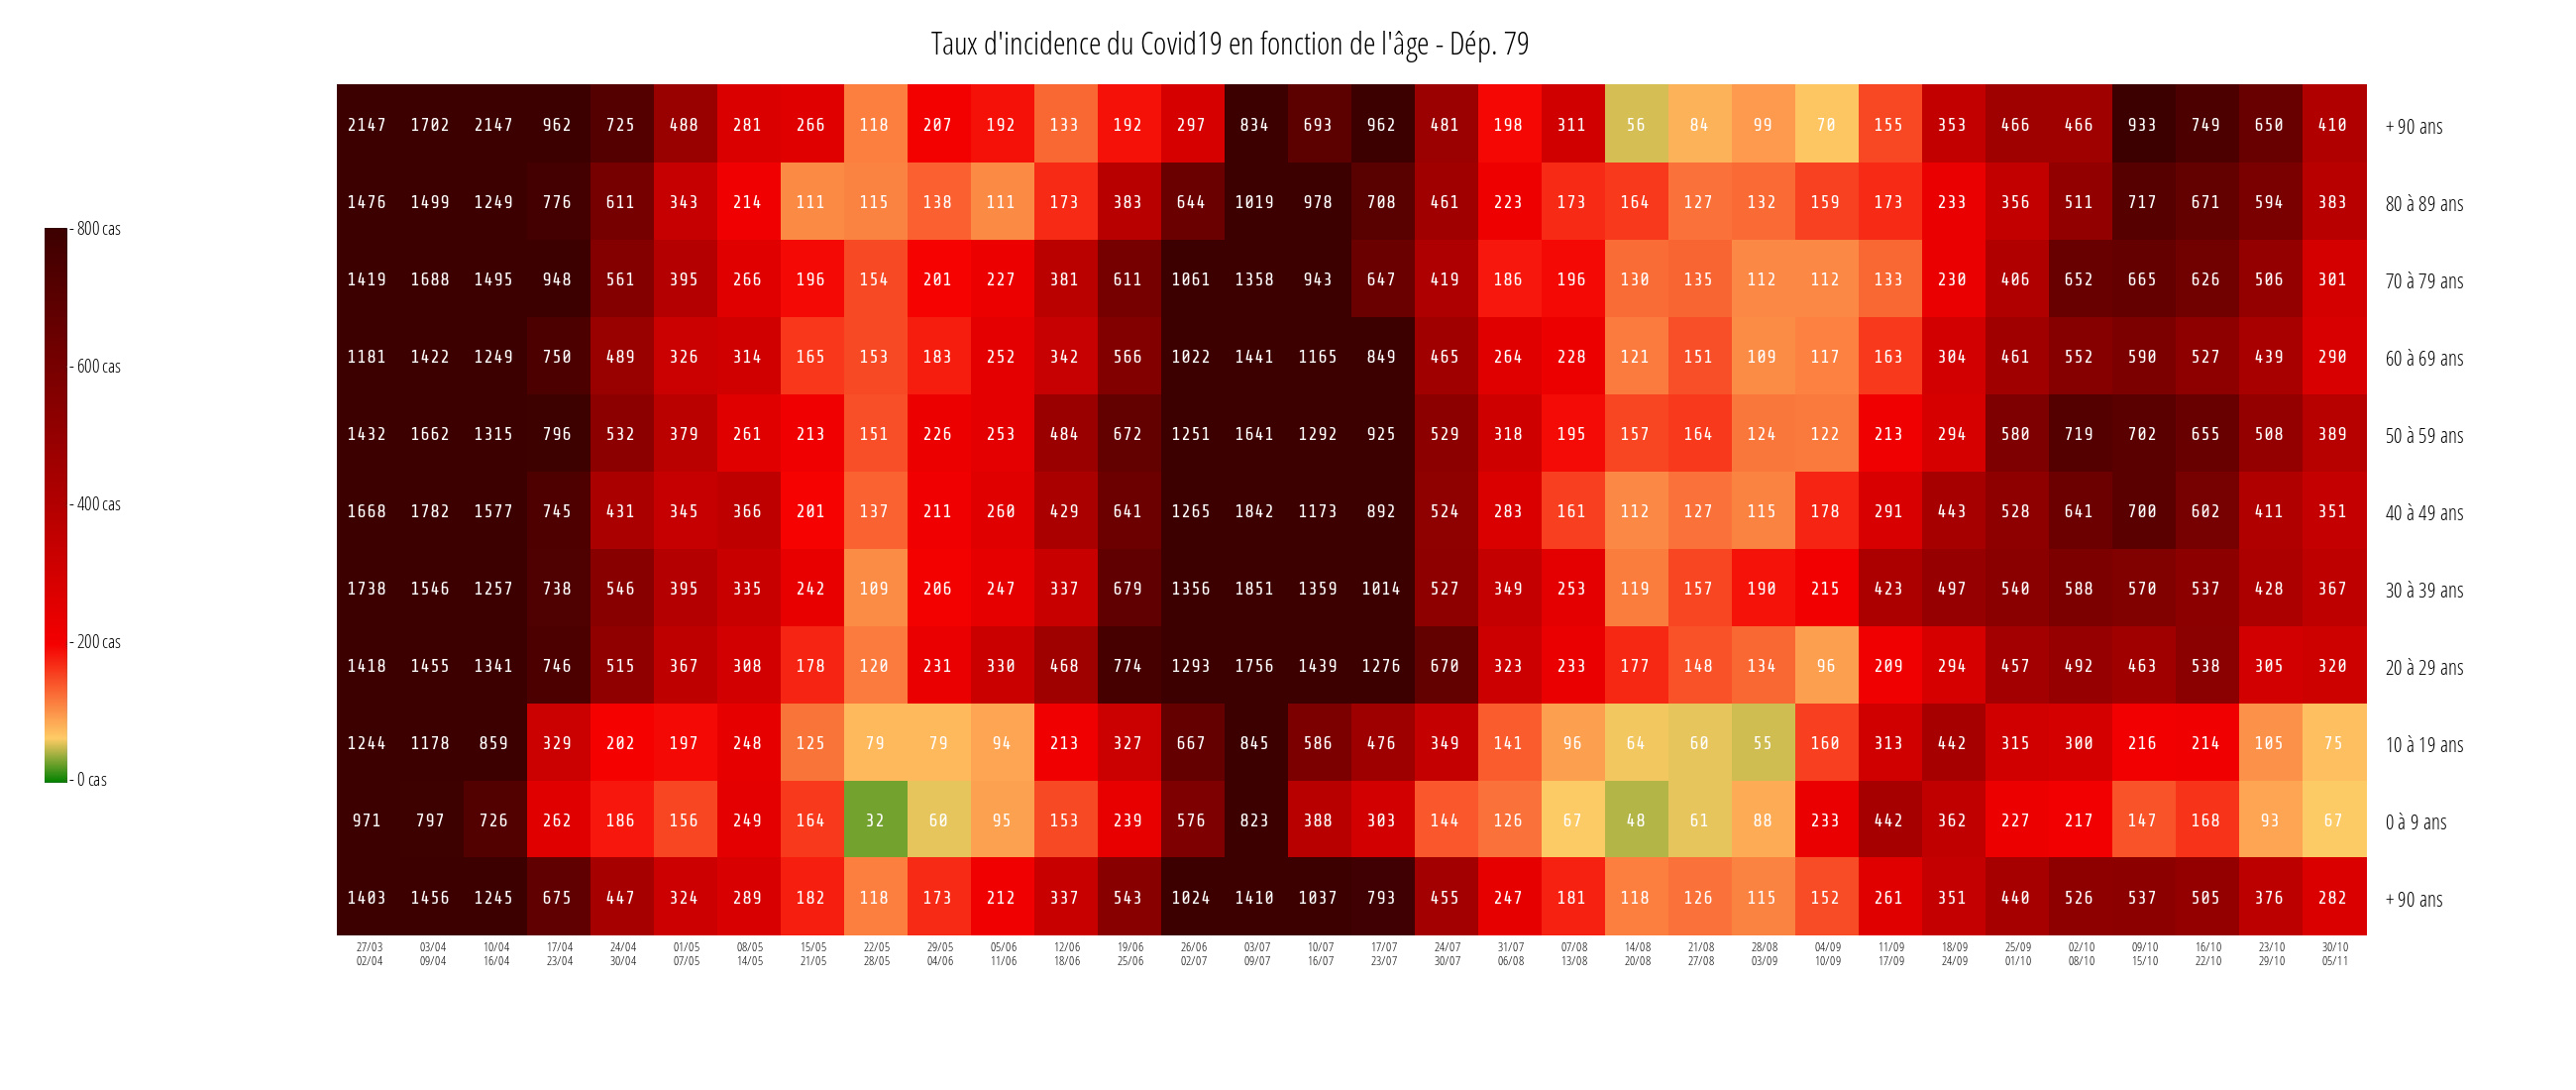 Taux d'incidence du Covid19 en fonction de l'âge - Dép. 79
2147 1702 2147 962 725 488 281 266 118 207 192 133 192 297 834 693 962 481 198 311 56 84 99 70 155 353 466 466 933 749 650 410 + 90 ans
1476 1499 1249 776 611 343 214 111 115 138 111 173 383 644 1019 978 708 461 223 173 164 127 132 159 173 233 356 511 717 671 594 383 80 à 89 ans
- 800 cas
1419 1688 1495 948 561 395 266 196 154 201 227 381 611 1061 1358 943 647 419 186 196 130 135 112 112 133 230 406 652 665 626 506 301 70 à 79 ans
1181 1422 1249 750 489 326 314 165 153 183 252 342 566 1022 1441 1165 849 465 264 228 121 151 109 117 163 304 461 552 590 527 439 290 60 à 69 ans
- 600 cas
1432 1662 1315 796 532 379 261 213 151 226 253 484 672 1251 1641 1292 925 529 318 195 157 164 124 122 213 294 580 719 702 655 508 389 50 à 59 ans
- 400 cas
1668 1782 1577 745 431 345 366 201 137 211 260 429 641 1265 1842 1173 892 524 283 161 112 127 115 178 291 443 528 641 700 602 411 351 40 à 49 ans
1738 1546 1257 738 546 395 335 242 109 206 247 337 679 1356 1851 1359 1014 527 349 253 119 157 190 215 423 497 540 588 570 537 428 367 30 à 39 ans
- 200 cas
1418 1455 1341 746 515 367 308 178 120 231 330 468 774 1293 1756 1439 1276 670 323 233 177 148 134 96 209 294 457 492 463 538 305 320 20 à 29 ans
1244 1178 859 329 202 197 248 125 79 79 94 213 327 667 845 586 476 349 141 96 64 60 55 160 313 442 315 300 216 214 105 75 10 à 19 ans
- 0 cas
971 797 726 262 186 156 249 164 32 60 95 153 239 576 823 388 303 144 126 67 48 61 88 233 442 362 227 217 147 168 93 67 0 à 9 ans
1403 1456 1245 675 447 324 289 182 118 173 212 337 543 1024 1410 1037 793 455 247 181 118 126 115 152 261 351 440 526 537 505 376 282 + 90 ans
27/03 03/04 10/04 17/04 24/04 01/05 08/05 15/05 22/05 29/05 05/06 12/06 19/06 26/06 03/07 10/07 17/07 24/07 31/07 07/08 14/08 21/08 28/08 04/09 11/09 18/09 25/09 02/10 09/10 16/10 23/10 30/10
02/04 09/04 16/04 23/04 30/04 07/05 14/05 21/05 28/05 04/06 11/06 18/06 25/06 02/07 09/07 16/07 23/07 30/07 06/08 13/08 20/08 27/08 03/09 10/09 17/09 24/09 01/10 08/10 15/10 22/10 29/10 05/11